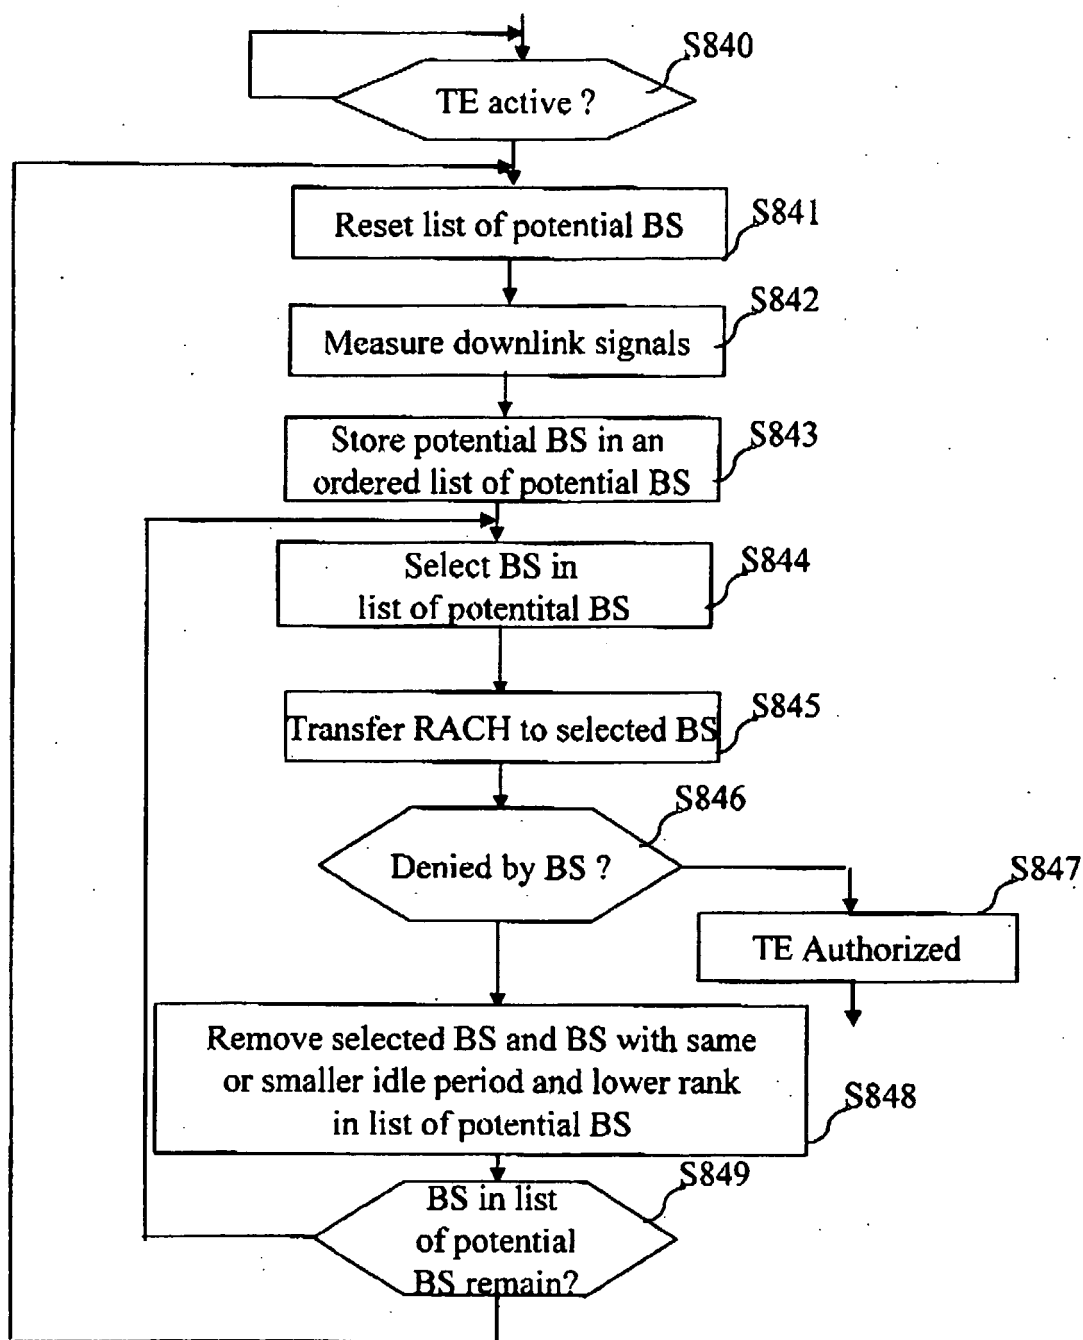 S840
TE active ?
S841
Reset list of potential BS
S842
Measure downlink signals
S843
Store potential BS in an
ordered list of potential BS
S844
Select BS in
list of potentital BS
S845
Transfer RACH to selected BS
S846
Denied by BS ?
S847
TE Authorized
Remove selected BS and BS with same
or smaller idle period and lower rank
in list of potential BS
S848
S849
BS in list
of potential
BS remain?